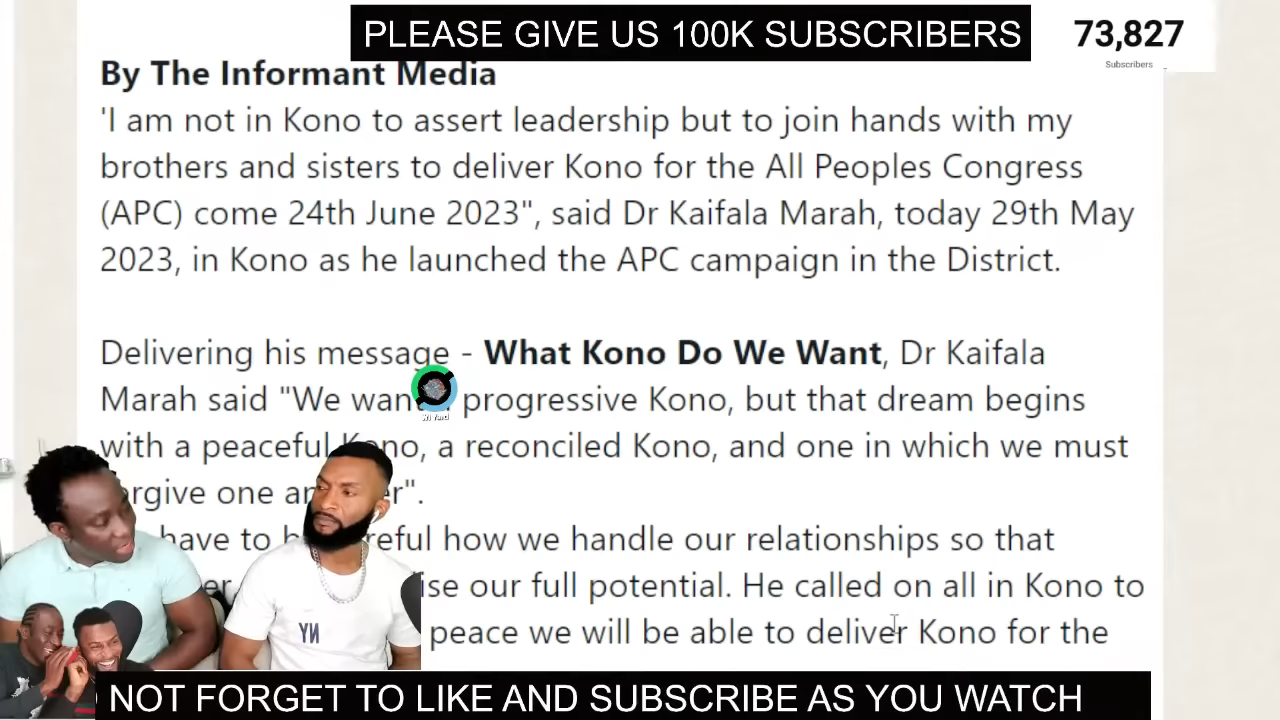 PLEASE GIVE US 100K SUBSCRIBERS
73,827
Subscribers
By The Informant Media
'I am not in Kono to assert leadership but to join hands with my
brothers and sisters to deliver Kono for the All Peoples Congress
(APC) come 24th June 2023", said Dr Kaifala Marah, today 29th May
2023, in Kono as he launched the APC campaign in the District.
Delivering his message - What Kono Do We Want, Dr Kaifala
Marah said "We want progressive Kono, but that dream begins
with a peaceful Kono, a reconciled Kono, and one in which we must
one
have to how we handle our relationships so that
our full potential. He called on all in Kono to
peace we will be able to deliver Kono for the
NY
NOT FORGET TO LIKE AND SUBSCRIBE AS YOU WATCH